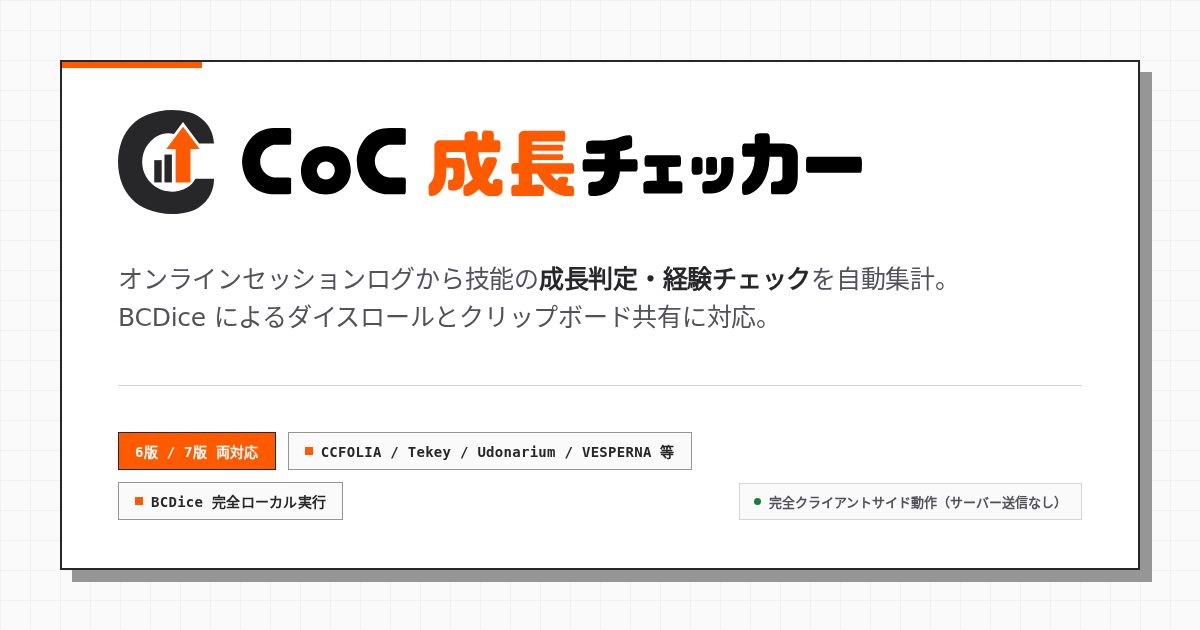 CoC 成長チェッカー
オンラインセッションログから技能の成長判定・経験チェックを自動集計。
BCDice によるダイスロールとクリップボード共有に対応。
6版 / 7版 両対応
CCFOLIA / Tekey / Udonarium / VESPERNA 等
BCDice 完全ローカル実行
完全クライアントサイド動作（サーバー送信なし）